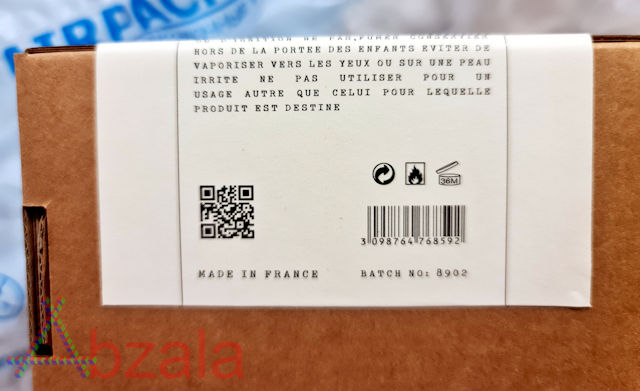 AIRPACK
HORS DE LA PORTEE DES ENFANTS EVITER DE
VAPORISER VERS LES YEUX OU SUR UNE PEAU
IRRITE NE PAS UTILISER POUR UN
USAGE AUTRE QUE CELUI POUR LEQUELLE
PRODUIT EST DESTINE
36M
3 098764 768592
MADE IN FRANCE
BATCH NO: 8902
Abzala